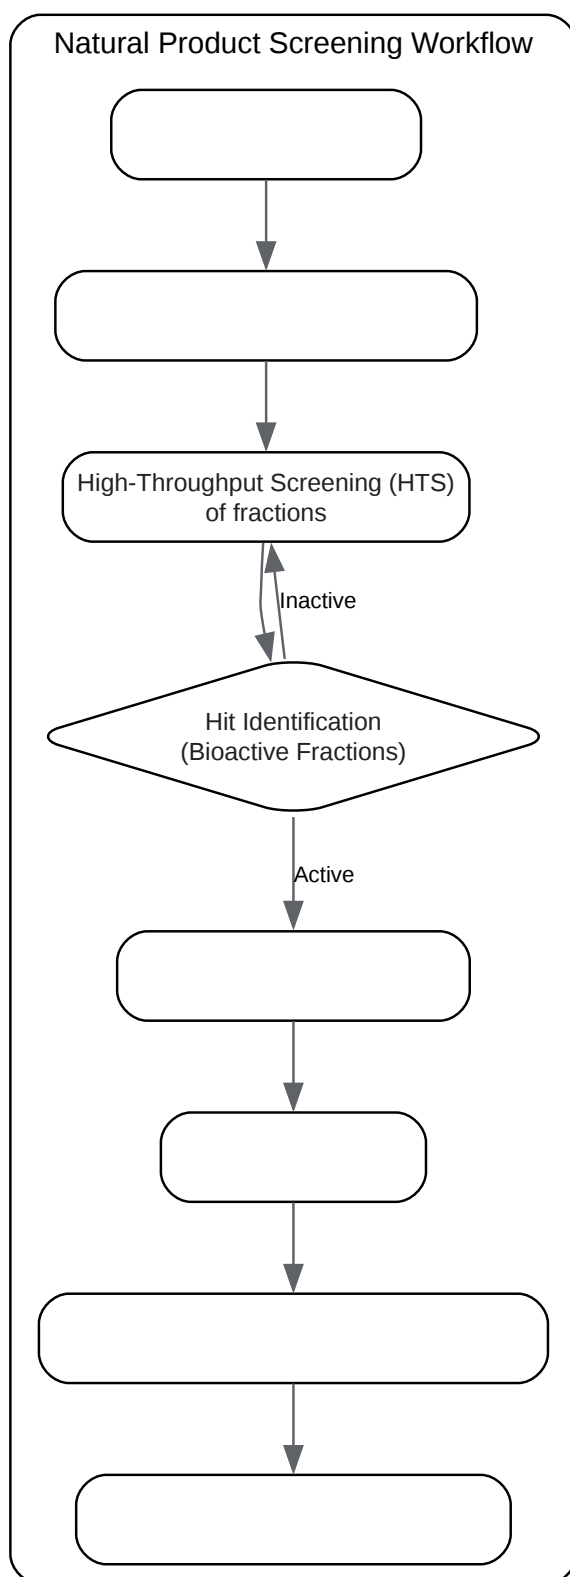 Natural Product Screening Workflow
High-Throughput Screening (HTS)
of fractions
Inactive
Hit Identification
(Bioactive Fractions)
Active